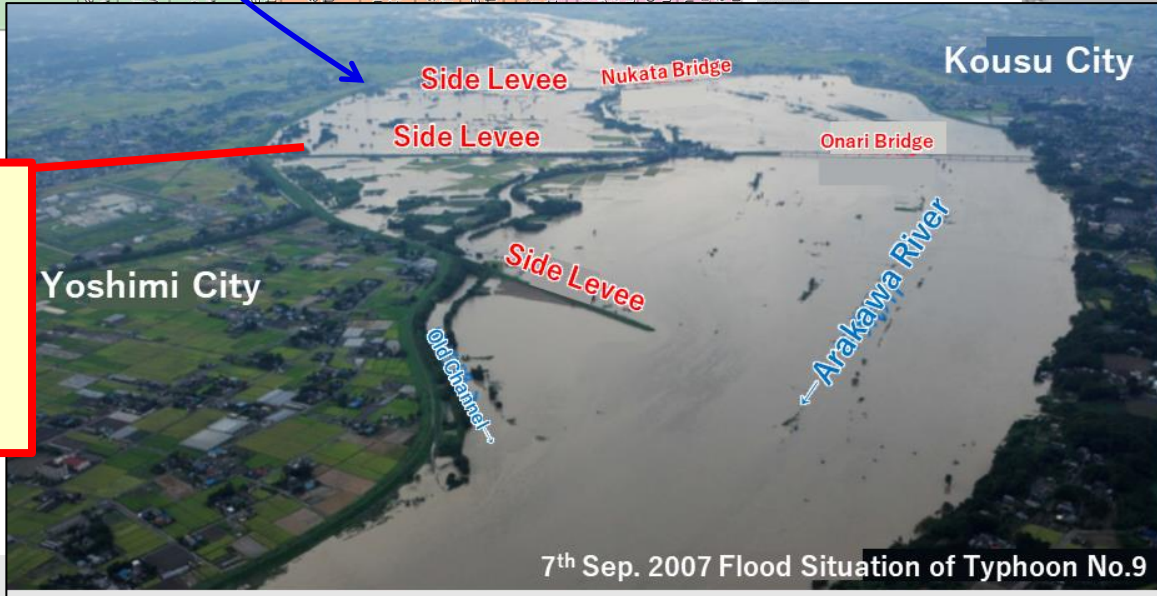 Kousu City
Side Levee
Nukata Bridge
Side Levee
Onari Bridge
Side Levee
Yoshimi City
Old Channel→
←Arakawa River
7th Sep. 2007 Flood Situation of Typhoon No.9